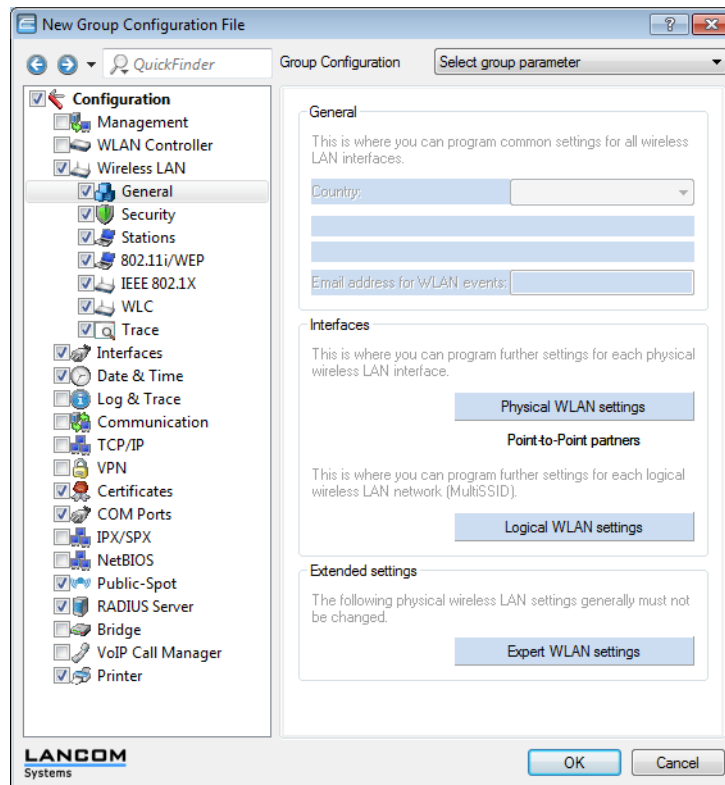 New Group Configuration File
QuickFinder
Group Configuration
Select group parameter
Configuration
Management
WLAN Controller
Wireless LAN
General
Security
Stations
802.11i/WEP
IEEE 802.1X
WLC
Trace
Interfaces
Date & Time
Log & Trace
Communication
TCP/IP
VPN
Certificates
COM Ports
IPX/SPX
NetBIOS
Public-Spot
RADIUS Server
Bridge
VoIP Call Manager
Printer
General
This is where you can program common settings for all wireless
LAN interfaces.
Country:
Email address for WLAN events:
Interfaces
This is where you can program further settings for each physical
wireless LAN interface.
Physical WLAN settings
Point-to-Point partners
This is where you can program further settings for each logical
wireless LAN network (MultiSSID).
Logical WLAN settings
Extended settings
The following physical wireless LAN settings generally must not
be changed.
Expert WLAN settings
LANCOM
Systems
OK
Cancel